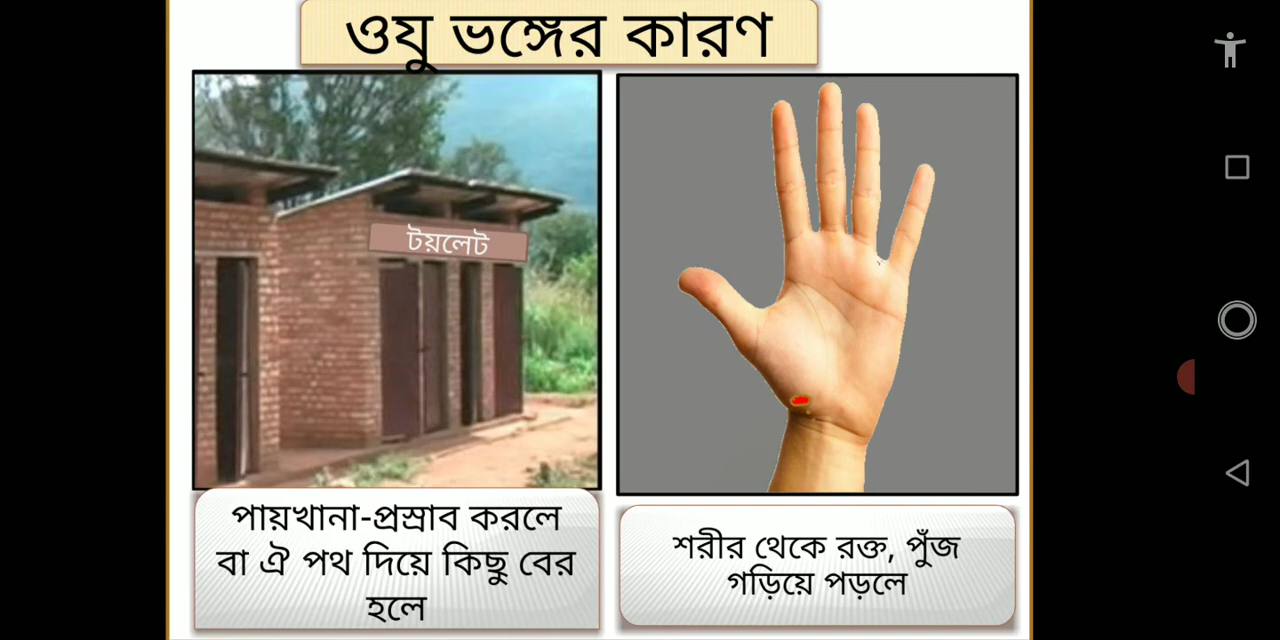 ওযু ভঙ্গের কারণ
টয়লেট
পায়খানা-প্রস্রাব করলে
বা ঐ পথ দিয়ে কিছু বের
হলে
শরীর থেকে রক্ত, পুঁজ
গড়িয়ে পড়লে